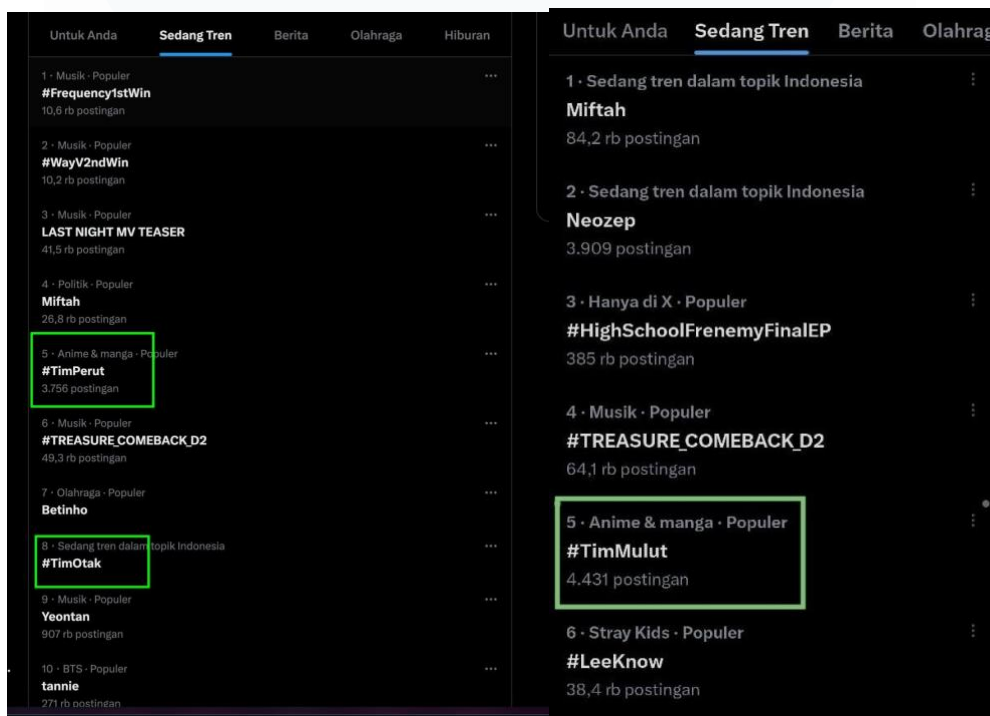 Untuk Anda Sedang Tren Berita Olahraga Hiburan
1 · Musik · Populer
#Frequency1stWin
10,6 rb postingan
2 · Musik · Populer
#WayV2ndWin
10,2 rb postingan
3 · Musik · Populer
LAST NIGHT MV TEASER
41,5 rb postingan
4 · Politik · Populer
Miftah
26,8 rb postingan
5 · Anime & manga · Populer
#TimPerut
3.756 postingan
6 · Musik · Populer
#TREASURE_COMEBACK_D2
49,3 rb postingan
7 · Olahraga · Populer
Betinho
8 · Sedang tren dalam topik Indonesia
#TimOtak
9 · Musik · Populer
Yeontan
907 rb postingan
10 · BTS · Populer
tannie
271 rb postingan
Untuk Anda Sedang Tren Berita Olahrag
1 · Sedang tren dalam topik Indonesia
Miftah
84,2 rb postingan
2 · Sedang tren dalam topik Indonesia
Neozep
3.909 postingan
3 · Hanya di X · Populer
#HighSchoolFrenemyFinalEP
385 rb postingan
4 · Musik · Populer
#TREASURE_COMEBACK_D2
64,1 rb postingan
5 · Anime & manga · Populer
#TimMulut
4.431 postingan
6 · Stray Kids · Populer
#LeeKnow
38,4 rb postingan